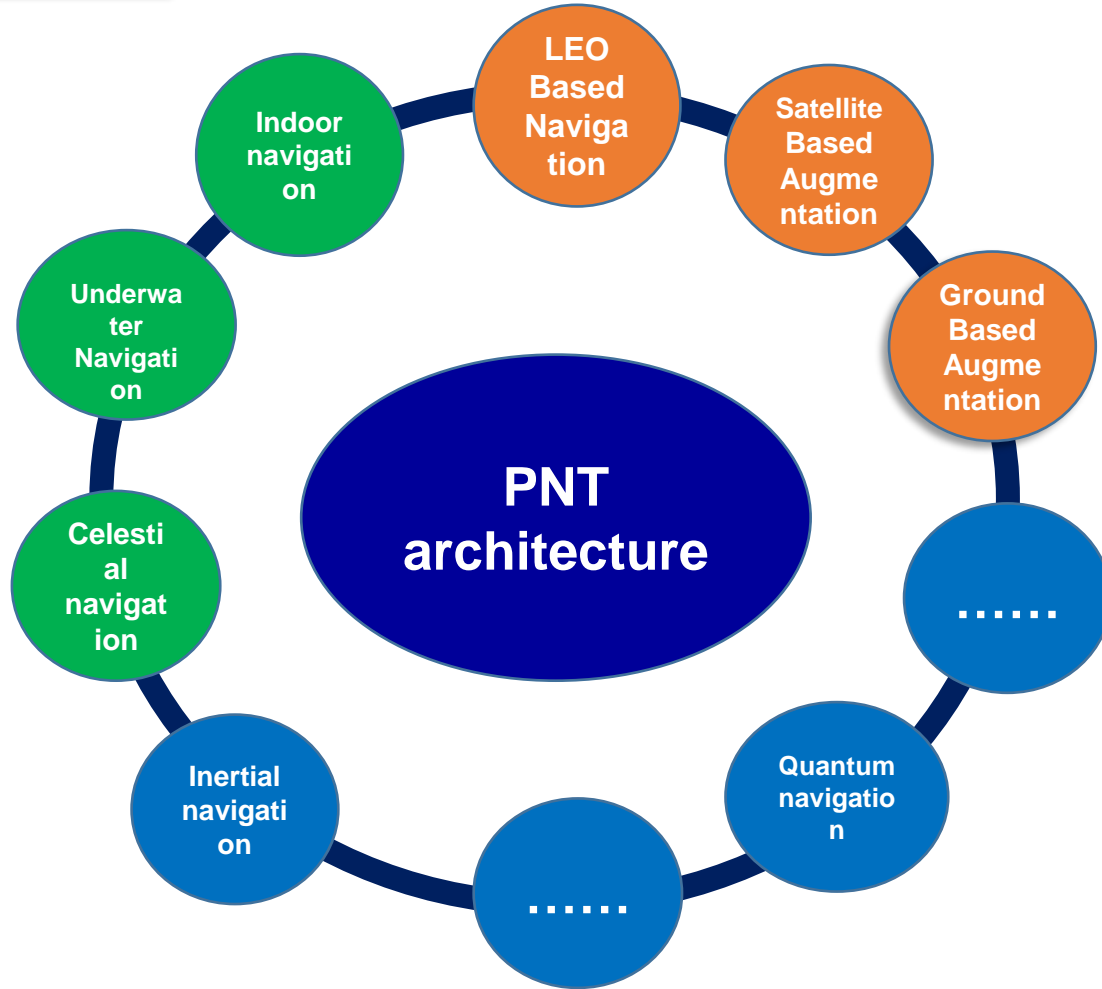 LEO
Based
Naviga
tion
Satellite
Based
Augme
ntation
Ground
Based
Augme
ntation
......
Quantum
navigatio
n
......
Inertial
navigati
on
Celesti
al
navigat
ion
Underwa
ter
Navigati
on
Indoor
navigati
on
PNT
architecture